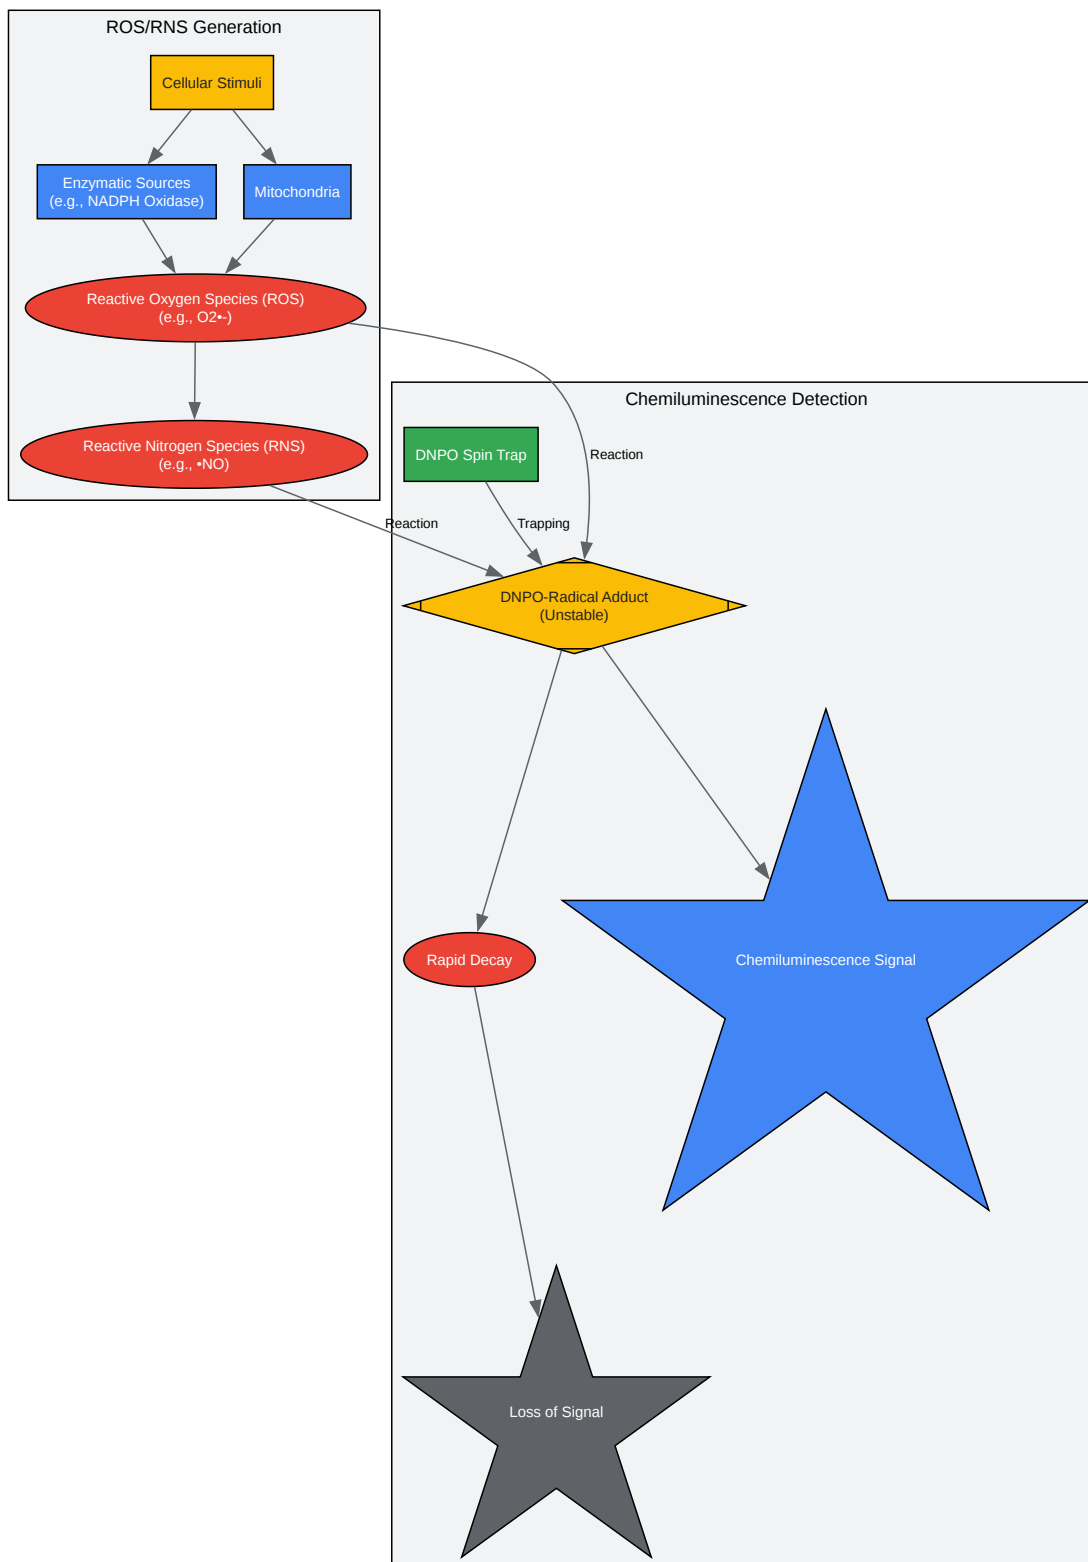 ROS/RNS Generation
Cellular Stimuli
Enzymatic Sources
(e.g., NADPH Oxidase)
Mitochondria
Reactive Oxygen Species (ROS)
(e.g., O2•-)
Reactive Nitrogen Species (RNS)
(e.g., •NO)
Chemiluminescence Detection
DNPO Spin Trap
Reaction
Reaction
Trapping
DNPO-Radical Adduct
(Unstable)
Rapid Decay
Chemiluminescence Signal
Loss of Signal